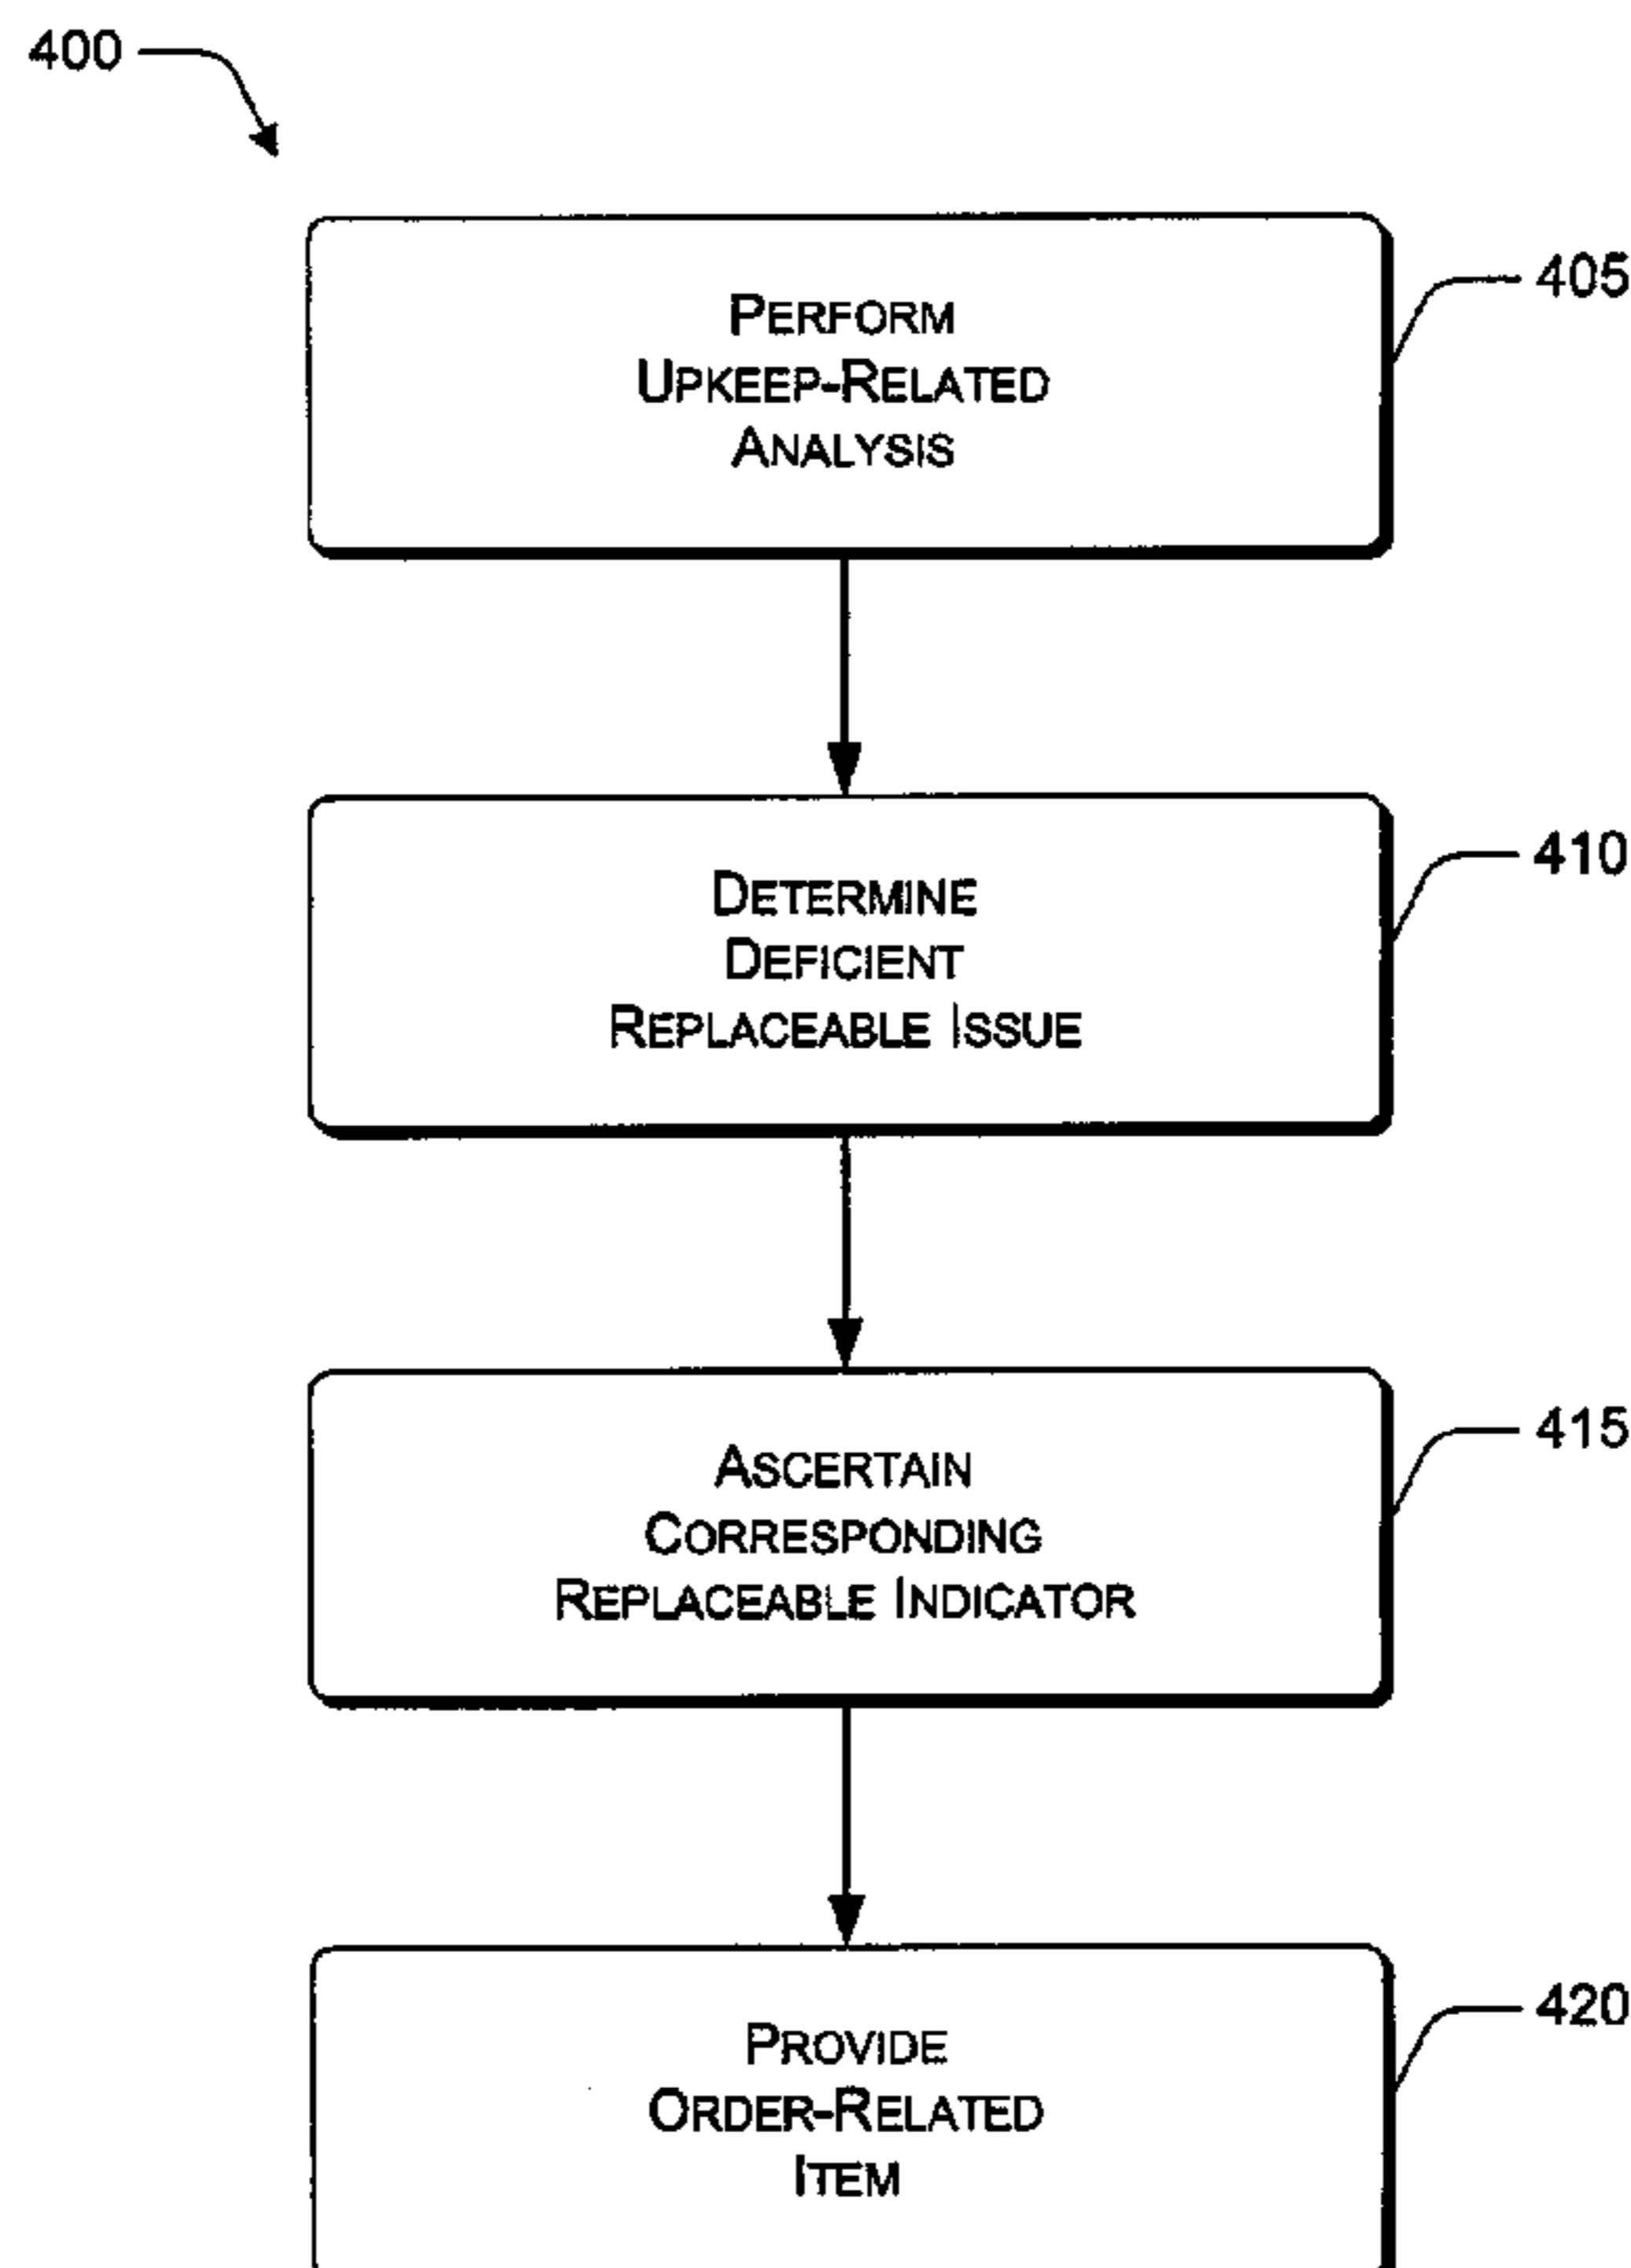 400
PERFORM
UPKEEP-RELATED
ANALYSIS
405
DETERMINE
DEFICIENT
REPLACEABLE ISSUE
410
ASCERTAIN
CORRESPONDING
REPLACEABLE INDICATOR
415
PROVIDE
ORDER-RELATED
ITEM
420